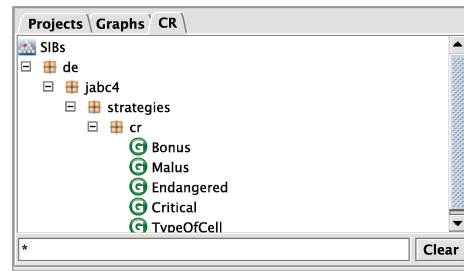 Projects Graphs CR
SIBs
de
jabc4
strategies
cr
G Bonus
G Malus
G Endangered
G Critical
G TypeOfCell
* Clear